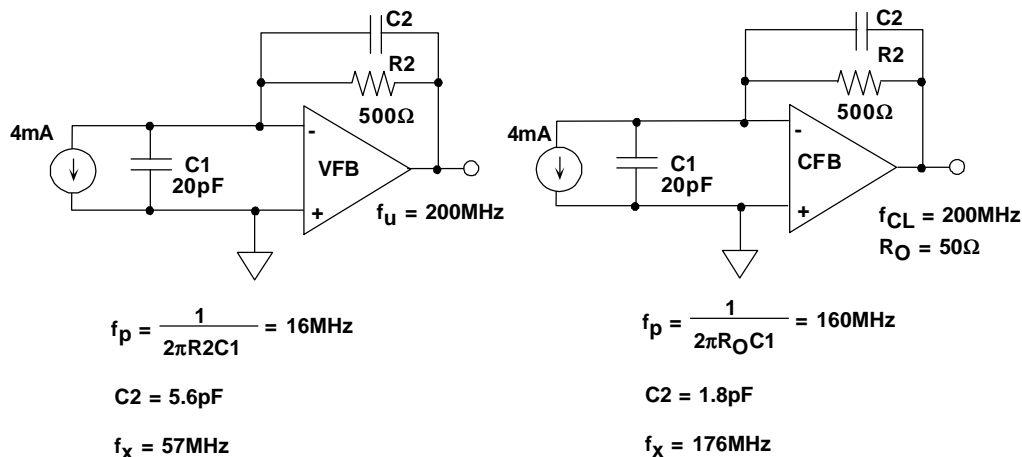 C2
R2
500Ω
4mA
C1
20pF
-
VFB
+
fu = 200MHz
fp = 1 / 2πR2C1 = 16MHz
C2 = 5.6pF
fx = 57MHz
C2
R2
500Ω
4mA
C1
20pF
-
CFB
+
fCL = 200MHz
RO = 50Ω
fp = 1 / 2πROC1 = 160MHz
C2 = 1.8pF
fx = 176MHz